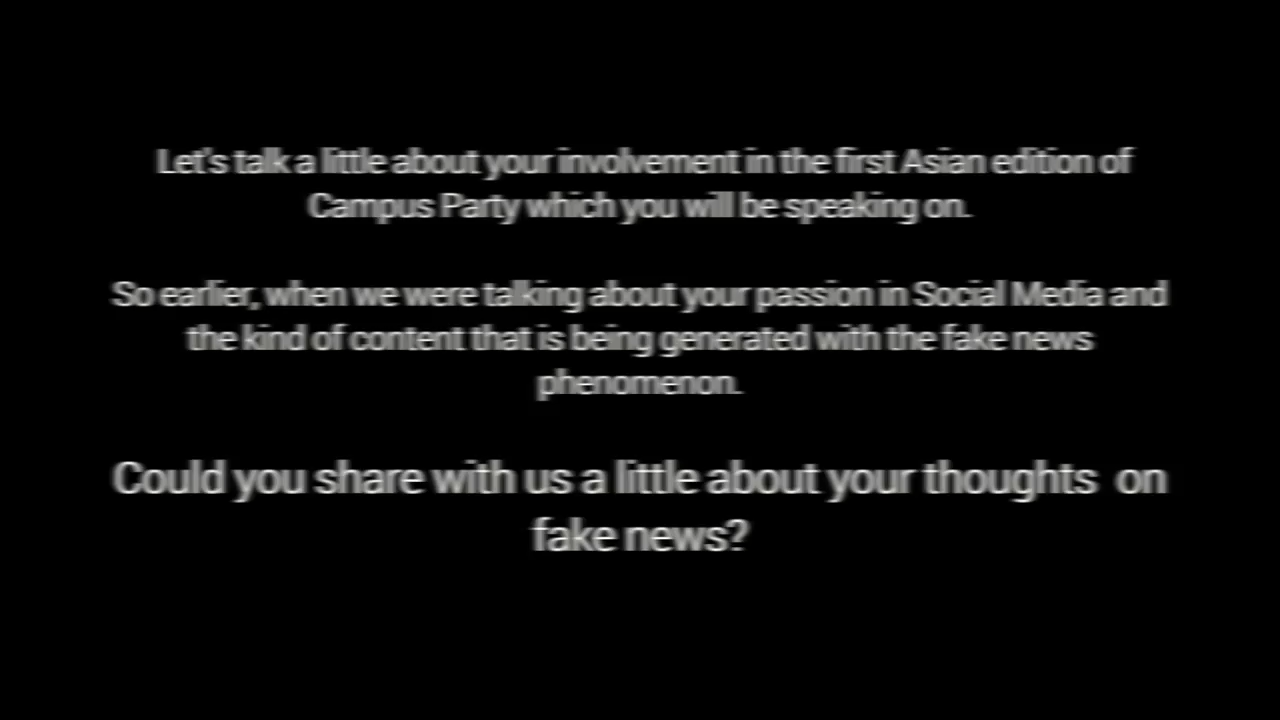 Let's talk a little about your involvement in the first Asian edition of
Campus Party which you will be speaking on.
So earlier, when we were talking about your passion in Social Media and
the kind of content that is being generated with the fake news
phenomenon.
Could you share with us a little about your thoughts on
fake news?